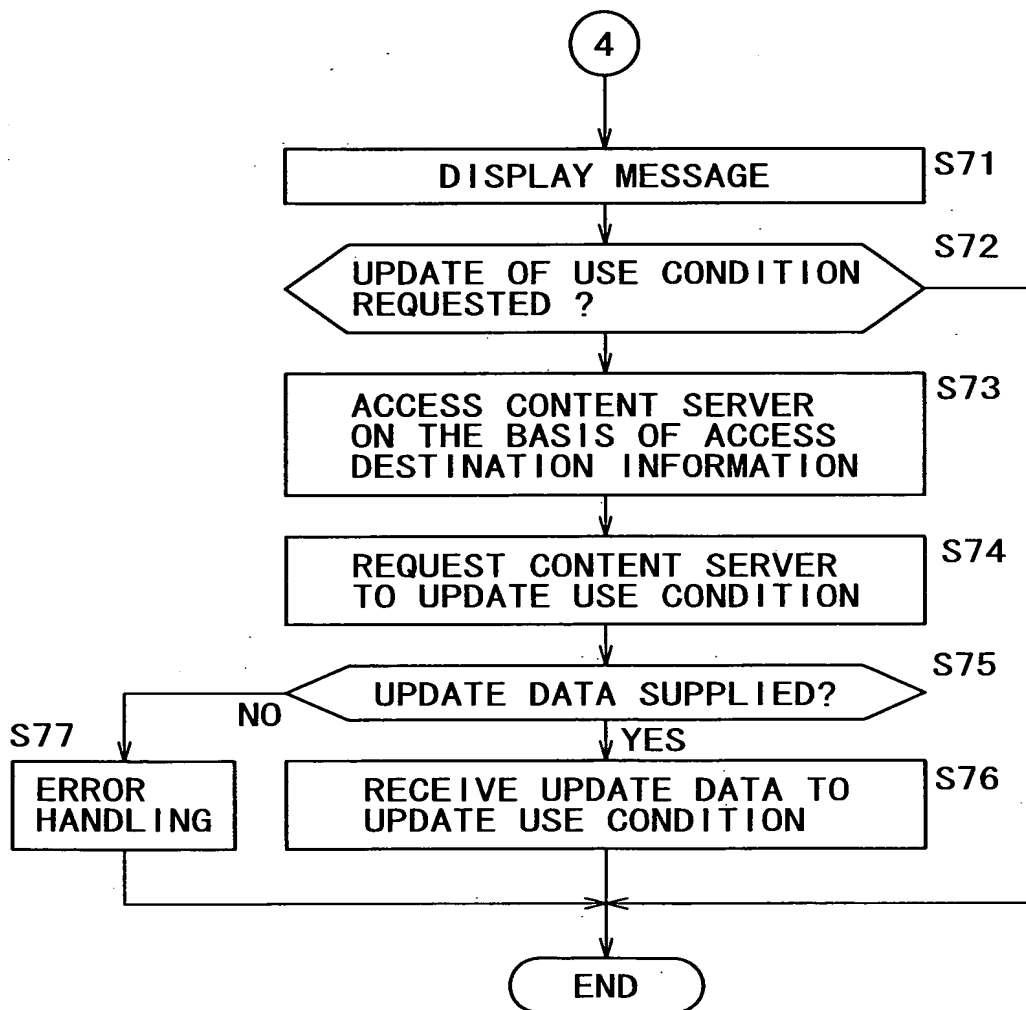 4
DISPLAY MESSAGE
S71
UPDATE OF USE CONDITION
REQUESTED ?
S72
ACCESS CONTENT SERVER
ON THE BASIS OF ACCESS
DESTINATION INFORMATION
S73
REQUEST CONTENT SERVER
TO UPDATE USE CONDITION
S74
UPDATE DATA SUPPLIED?
S75
NO
YES
S77
ERROR
HANDLING
RECEIVE UPDATE DATA TO
UPDATE USE CONDITION
S76
END